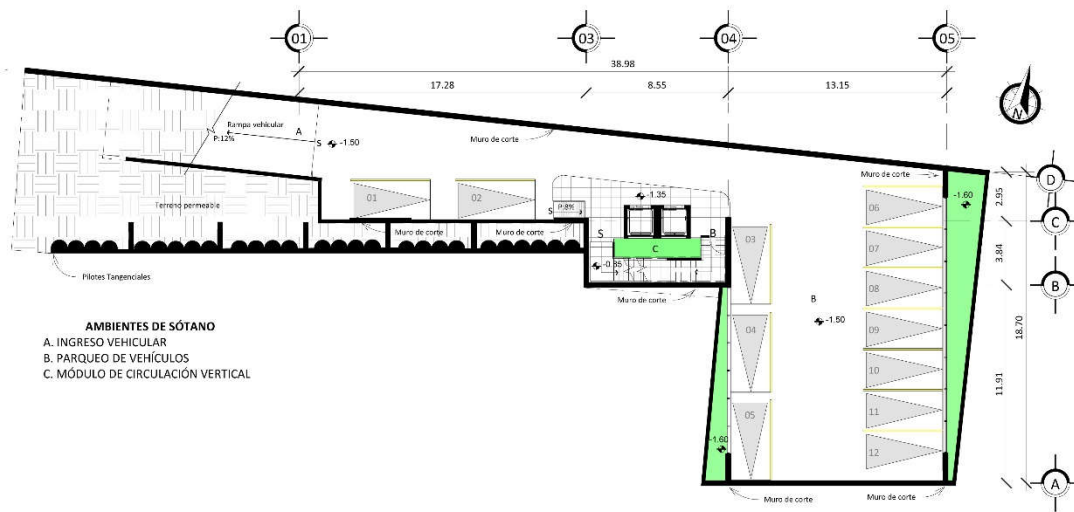 01
03
04
05
38.98
17.28
8.55
13.15
N
Rampa vehicular
P:12%
A
S
-1.50
Muro de corte
Muro de corte
-1.60
D
2.95
C
3.84
B
18.70
11.91
A
-1.35
P:8%
S
01
02
Terreno permeable
Muro de corte
Muro de corte
S
C
B
-0.35
Muro de corte
Pilotes Tangenciales
03
04
05
-1.60
B
-1.50
06
07
08
09
10
11
12
AMBIENTES DE SÓTANO
A. INGRESO VEHICULAR
B. PARQUEO DE VEHÍCULOS
C. MÓDULO DE CIRCULACIÓN VERTICAL
Muro de corte
Muro de corte